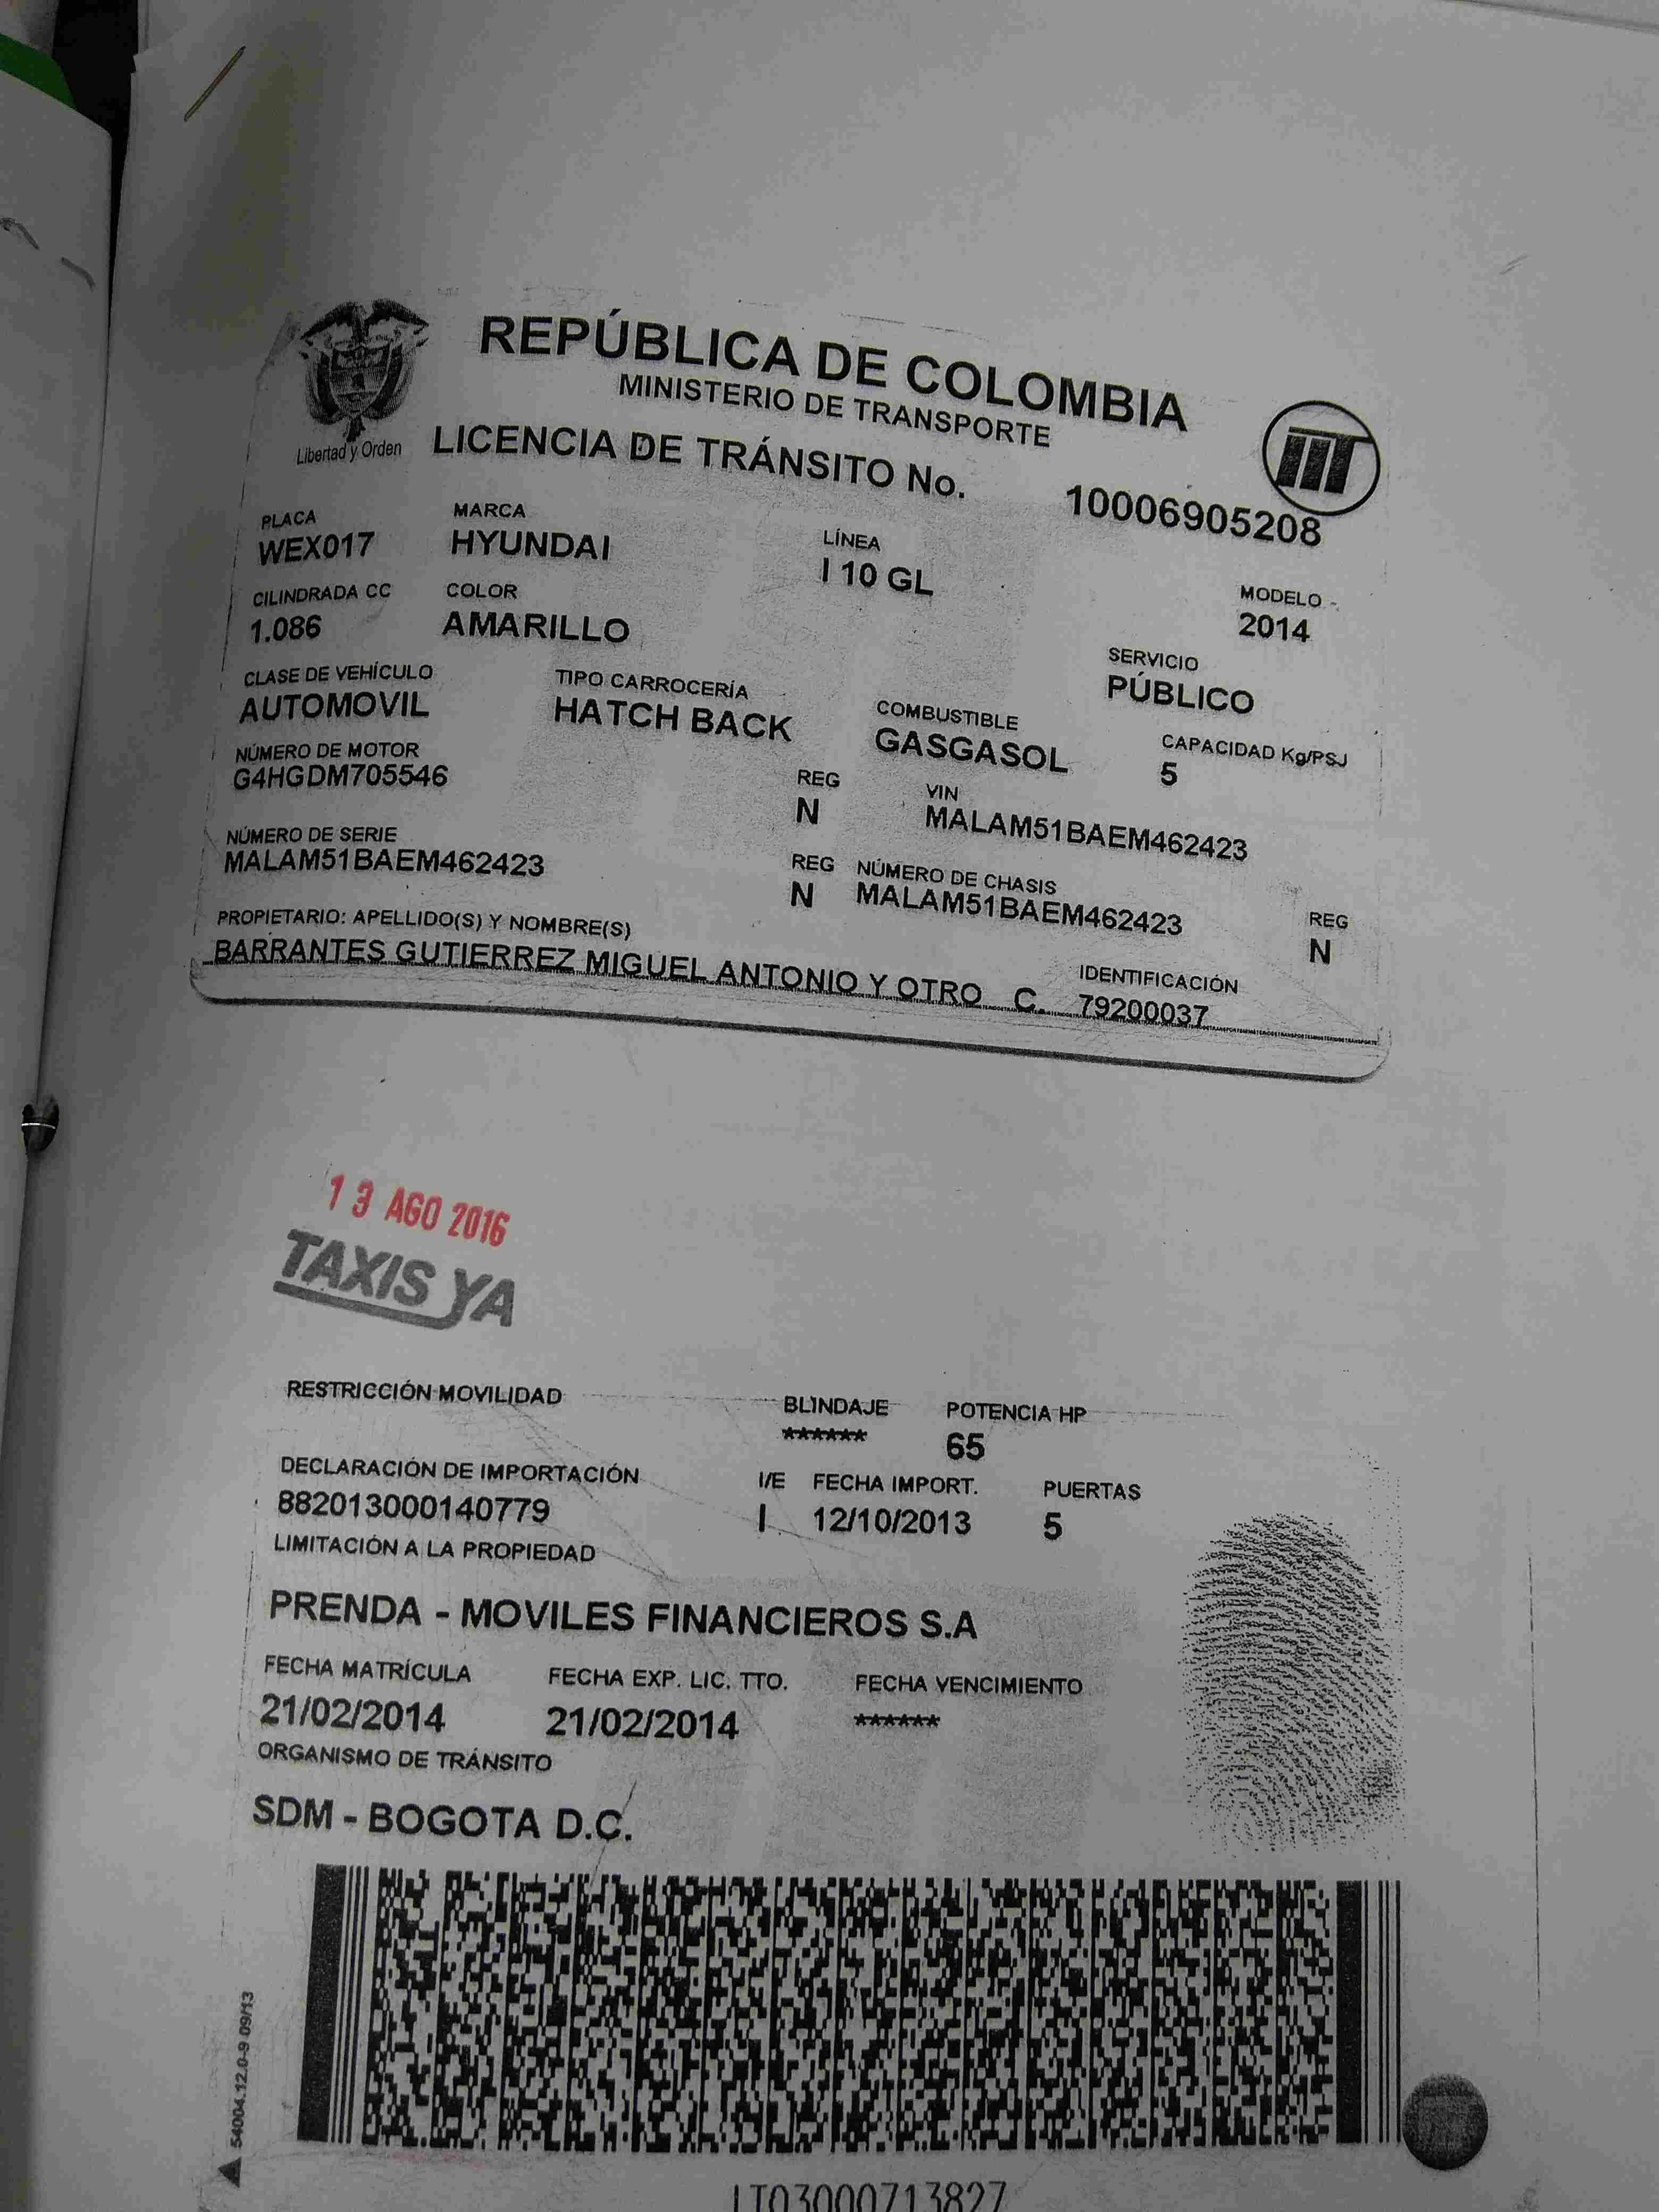 REPÚBLICA DE COLOMBIA
MINISTERIO DE TRANSPORTE
Libertad y Orden
LICENCIA DE TRÁNSITO No. 10006905208
PLACA MARCA LÍNEA MODELO
WEX017 HYUNDAI I 10 GL 2014
CILINDRADA CC COLOR SERVICIO
1.086 AMARILLO PÚBLICO
CLASE DE VEHÍCULO TIPO CARROCERÍA COMBUSTIBLE CAPACIDAD Kg/PSJ
AUTOMOVIL HATCH BACK GASGASOL 5
NÚMERO DE MOTOR REG VIN
G4HGDM705546 N MALAM51BAEM462423
NÚMERO DE SERIE REG NÚMERO DE CHASIS REG
MALAM51BAEM462423 N MALAM51BAEM462423 N
PROPIETARIO: APELLIDO(S) Y NOMBRE(S) IDENTIFICACIÓN
BARRANTES GUTIERREZ MIGUEL ANTONIO Y OTRO C. 79200037
13 AGO 2016
TAXIS YA
RESTRICCIÓN MOVILIDAD BLINDAJE POTENCIA HP
****** 65
DECLARACIÓN DE IMPORTACIÓN I/E FECHA IMPORT. PUERTAS
882013000140779 I 12/10/2013 5
LIMITACIÓN A LA PROPIEDAD
PRENDA - MOVILES FINANCIEROS S.A
FECHA MATRÍCULA FECHA EXP. LIC. TTO. FECHA VENCIMIENTO
21/02/2014 21/02/2014 ******
ORGANISMO DE TRÁNSITO
SDM - BOGOTA D.C.
54004.12.0-9 09/13
LT03000713827